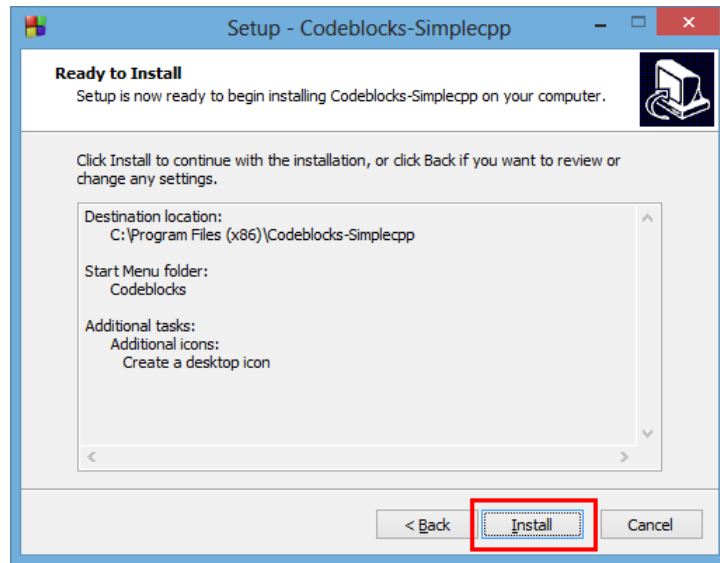 Setup - Codeblocks-Simplecpp
Ready to Install
Setup is now ready to begin installing Codeblocks-Simplecpp on your computer.
Click Install to continue with the installation, or click Back if you want to review or
change any settings.
Destination location:
C:\Program Files (x86)\Codeblocks-Simplecpp
Start Menu folder:
Codeblocks
Additional tasks:
Additional icons:
Create a desktop icon
< Back Install Cancel